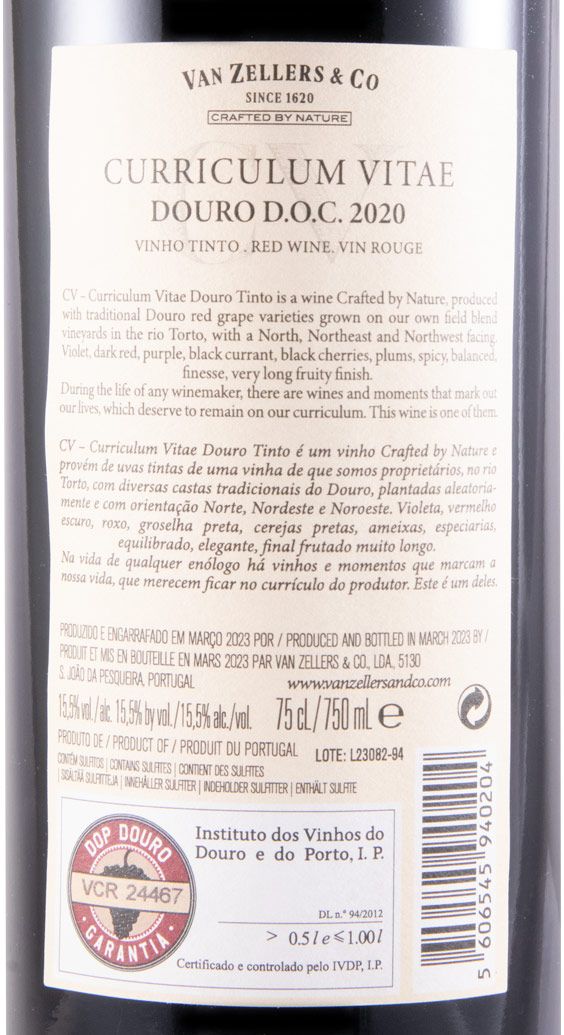 VAN ZELLERS & CO
SINCE 1620
CRAFTED BY NATURE
CV
CURRICULUM VITAE
DOURO D.O.C. 2020
VINHO TINTO . RED WINE. VIN ROUGE
CV – Curriculum Vitae Douro Tinto is a wine Crafted by Nature, produced
with traditional Douro red grape varieties grown on our own field blend
vineyards in the rio Torto, with a North, Northeast and Northwest facing.
Violet, dark red, purple, black currant, black cherries, plums, spicy, balanced,
finesse, very long fruity finish.
During the life of any winemaker, there are wines and moments that mark out
our lives, which deserve to remain on our curriculum. This wine is one of them.
CV – Curriculum Vitae Douro Tinto é um vinho Crafted by Nature e
provém de uvas tintas de uma vinha de que somos proprietários, no rio
Torto, com diversas castas tradicionais do Douro, plantadas aleatoria-
mente e com orientação Norte, Nordeste e Noroeste. Violeta, vermelho
escuro, roxo, groselha preta, cerejas pretas, ameixas, especiarias,
equilibrado, elegante, final frutado muito longo.
Na vida de qualquer enólogo há vinhos e momentos que marcam a
nossa vida, que merecem ficar no currículo do produtor. Este é um deles.
PRODUZIDO E ENGARRAFADO EM MARÇO 2023 POR / PRODUCED AND BOTTLED IN MARCH 2023 BY /
PRODUIT ET MIS EN BOUTEILLE EN MARS 2023 PAR VAN ZELLERS & CO., LDA., 5130
S. JOÃO DA PESQUEIRA, PORTUGAL www.vanzellersandco.com
15,5% vol./ alc. 15,5% by vol./ 15,5% alc./vol. 75 cL / 750 mL e
PRODUTO DE / PRODUCT OF / PRODUIT DU PORTUGAL LOTE: L23082-94
CONTÉM SULFITOS | CONTAINS SULFITES | CONTIENT DES SULFITES
SISÄLTÄÄ SULFIITTEJA | INNEHÅLLER SULFITER | INDEHOLDER SULFITTER | ENTHÄLT SULFITE
DOP DOURO
VCR 24467
GARANTIA
Instituto dos Vinhos do
Douro e do Porto, I. P.
DL n.º 94/2012
> 0.5 l e ≤ 1.00 l
Certificado e controlado pelo IVDP, I.P.
5 606545 940204